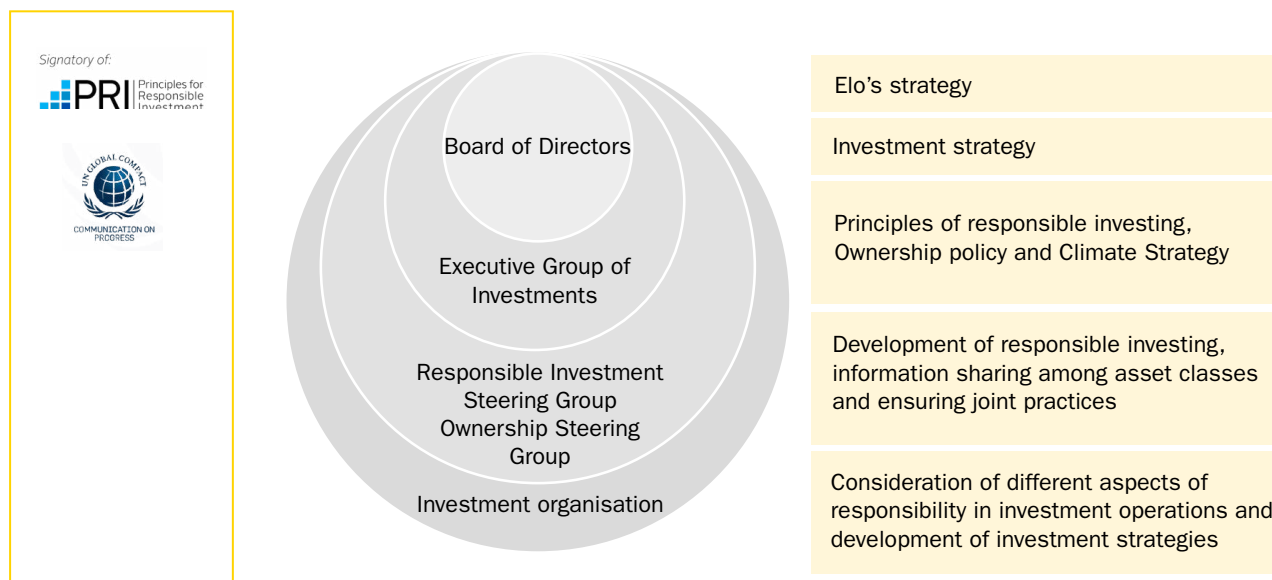 Signatory of:
PRI
Principles for
Responsible
Investment
UN GLOBAL COMPACT
COMMUNICATION ON
PROGRESS
Board of Directors
Executive Group of
Investments
Responsible Investment
Steering Group
Ownership Steering
Group
Investment organisation
Elo's strategy
Investment strategy
Principles of responsible investing,
Ownership policy and Climate Strategy
Development of responsible investing,
information sharing among asset classes
and ensuring joint practices
Consideration of different aspects of
responsibility in investment operations and
development of investment strategies